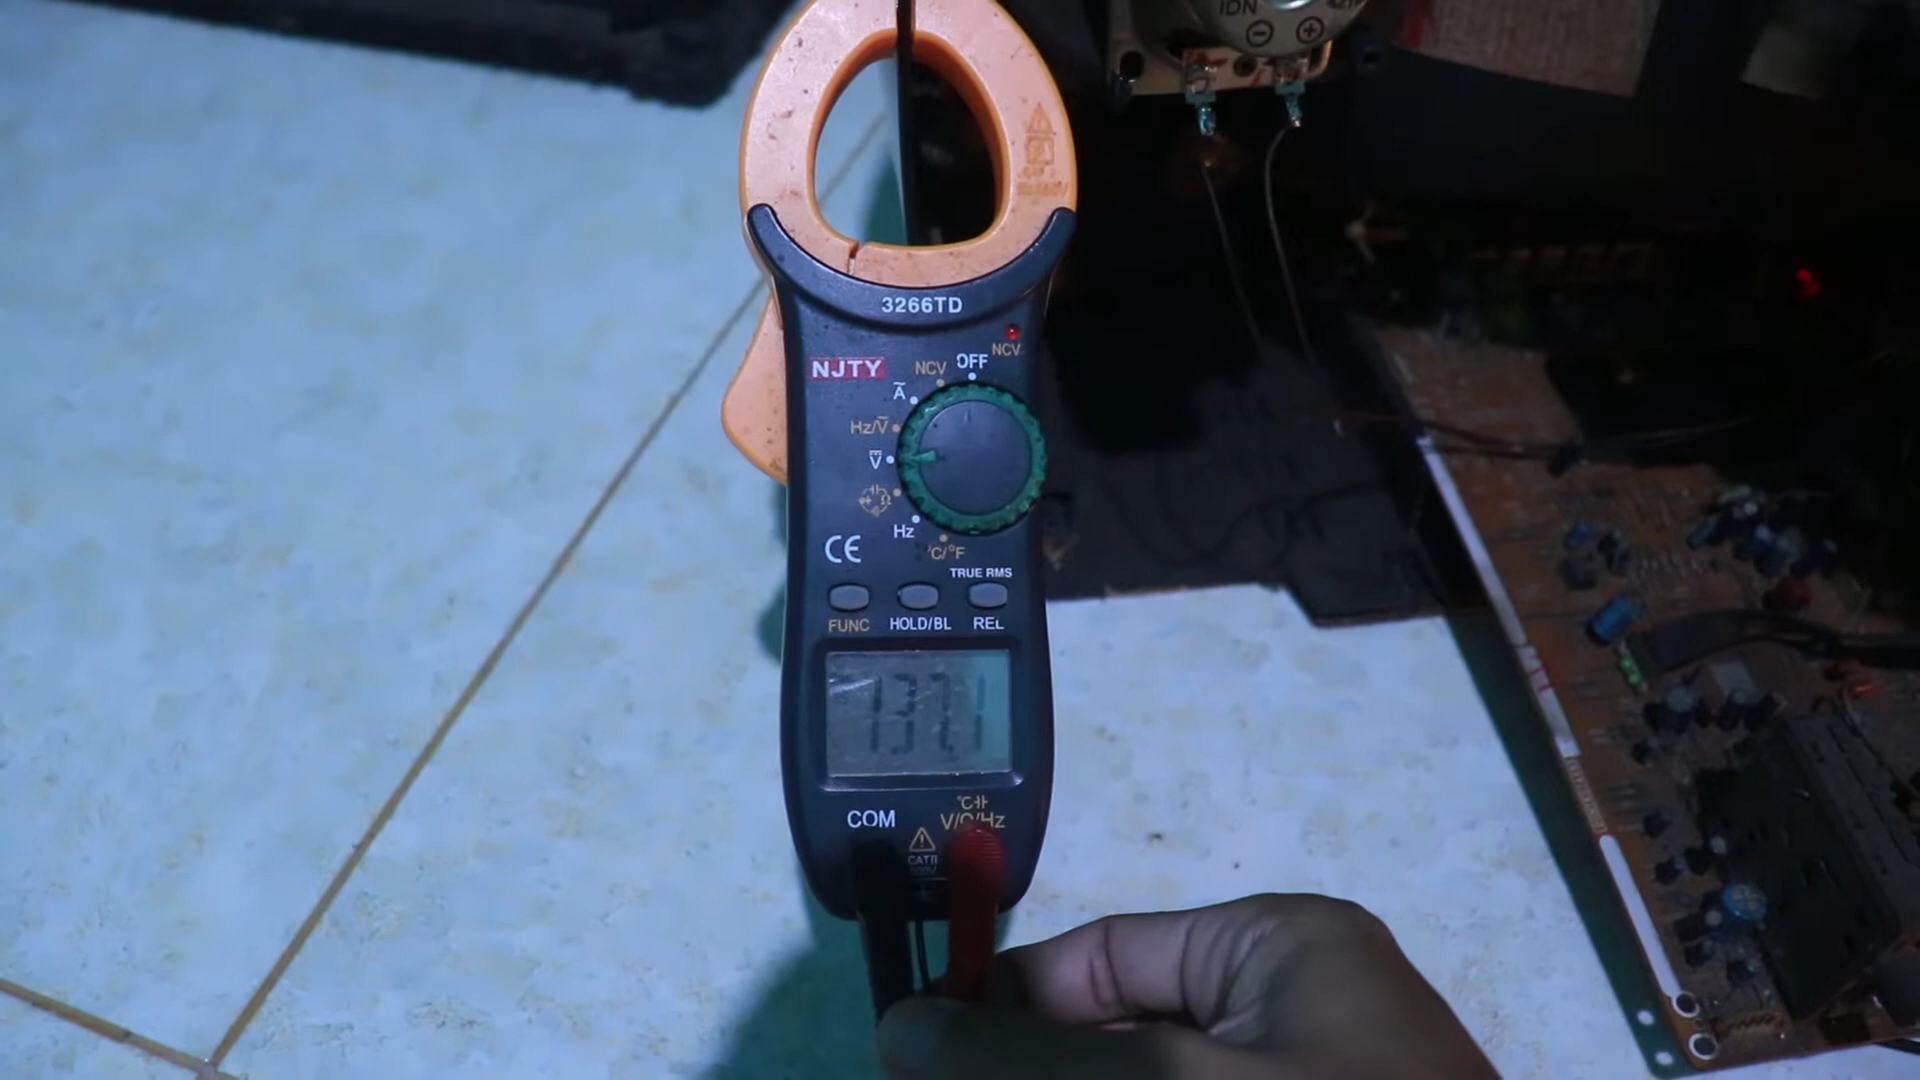 IDN
3266TD
NCV
OFF
NCV
NJTY
A
Hz/V
V
Ω
Hz
°C/°F
CE
TRUE RMS
FUNC
HOLD/BL
REL
137.1
COM
°C
V/Ω/Hz
CATII